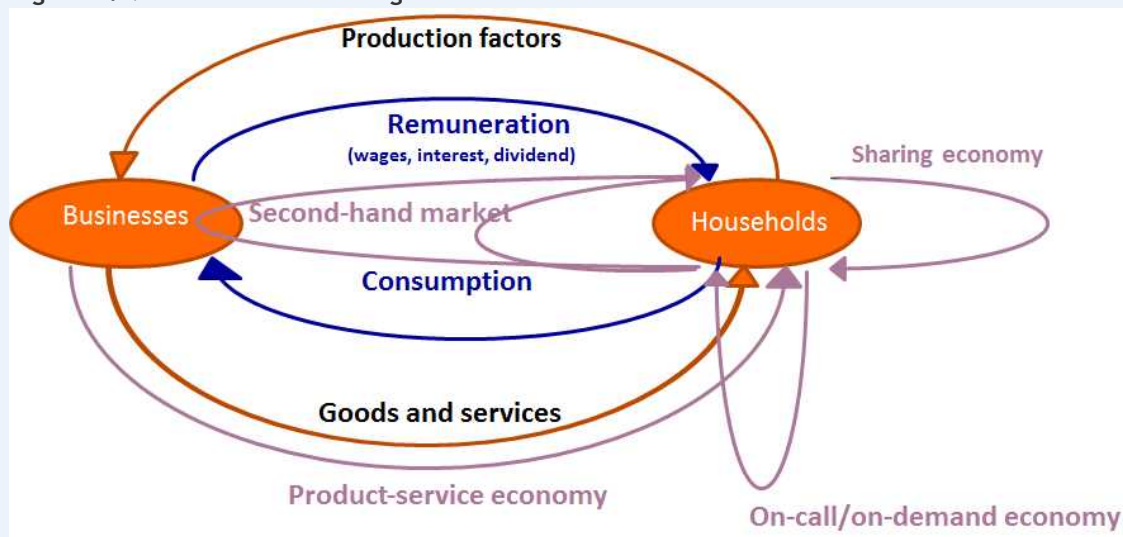 Production factors
Remuneration
(wages, interest, dividend)
Sharing economy
Businesses
Second-hand market
Households
Consumption
Goods and services
Product-service economy
On-call/on-demand economy